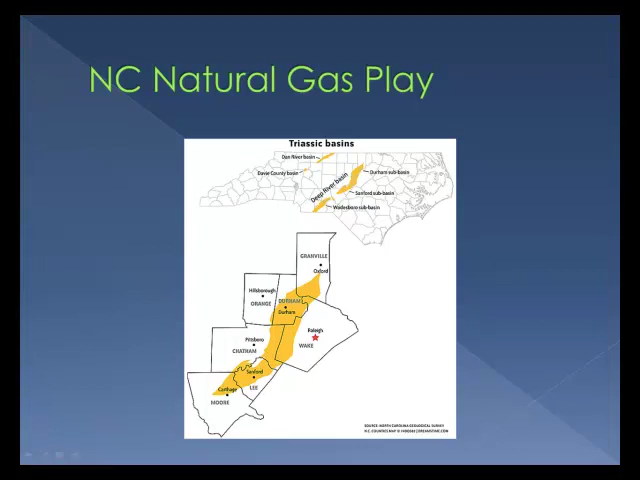 NC Natural Gas Play
Triassic basins
Dan River basin
Davie County basin
Durham sub-basin
Deep River basin
Sanford sub-basin
Wadesboro sub-basin
GRANVILLE
Oxford
Hillsborough
ORANGE
DURHAM
Durham
Raleigh
Pittsboro
WAKE
CHATHAM
Sanford
LEE
Carthage
MOORE
SOURCE: NORTH CAROLINA GEOLOGICAL SURVEY